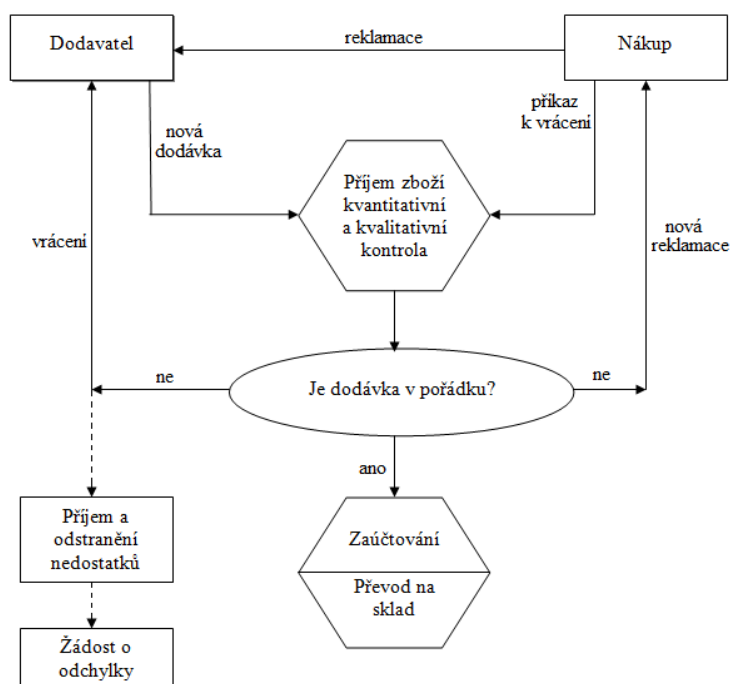 Dodavatel
reklamace
Nákup
nová
dodávka
příkaz
k vrácení
Příjem zboží
kvantitativní
a kvalitativní
kontrola
vrácení
nová
reklamace
ne
Je dodávka v pořádku?
ne
ano
Příjem a
odstranění
nedostatků
Zaúčtování
Převod na
sklad
Žádost o
odchylky